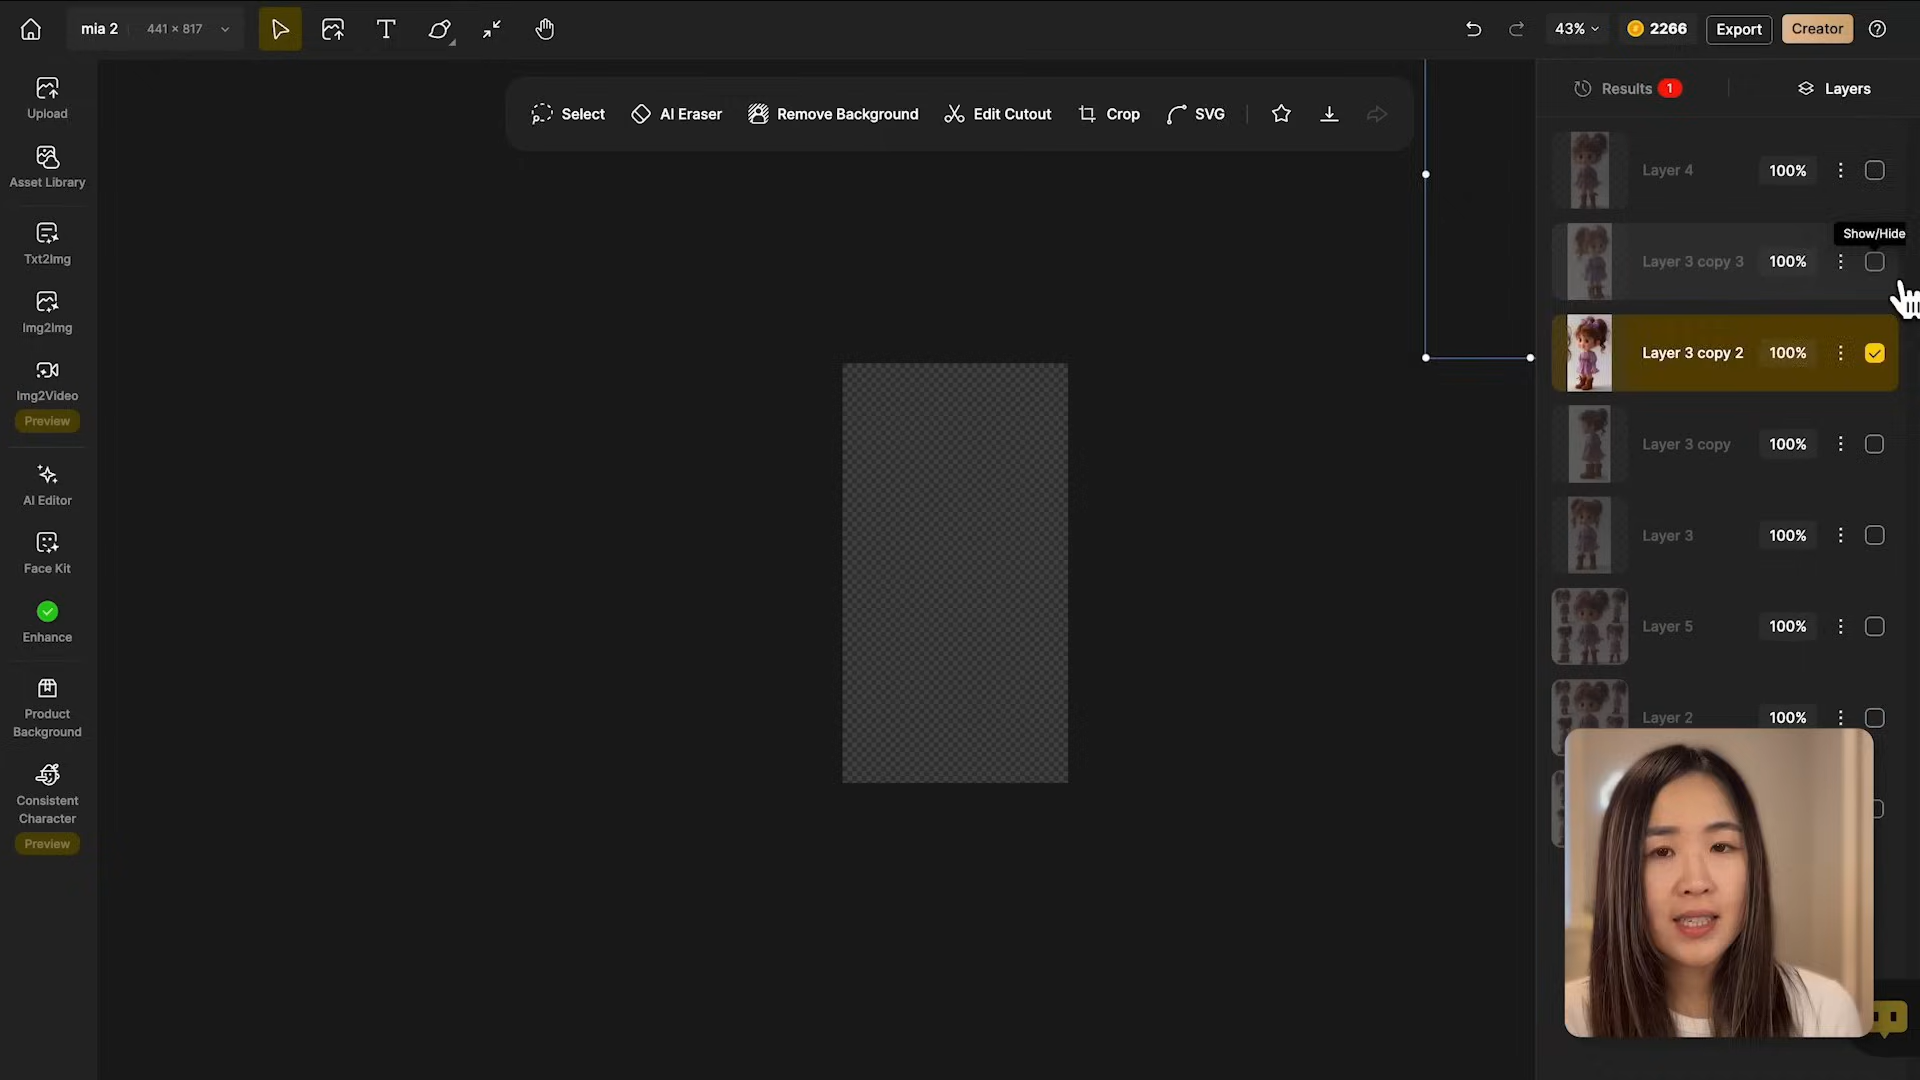 mia 2
441 × 817
43%
2266
Export
Creator
Upload
Asset Library
Txt2Img
Img2Img
Img2Video
Preview
AI Editor
Face Kit
Enhance
Product
Background
Consistent
Character
Preview
Select
AI Eraser
Remove Background
Edit Cutout
Crop
SVG
Results 1
Layers
Layer 4 100%
Show/Hide
Layer 3 copy 3 100%
Layer 3 copy 2 100%
Layer 3 copy 100%
Layer 3 100%
Layer 5 100%
Layer 2 100%